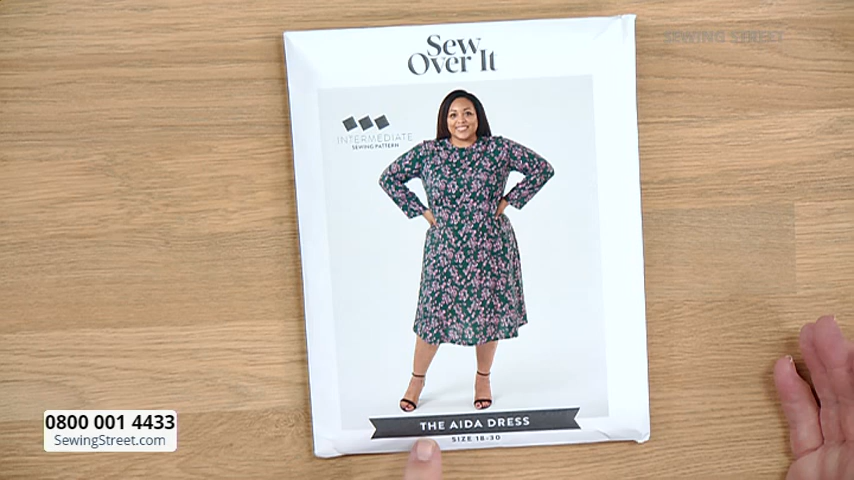 SEWING STREET
Sew
Over It
INTERMEDIATE
SEWING PATTERN
THE AIDA DRESS
SIZE 18-30
0800 001 4433
SewingStreet.com